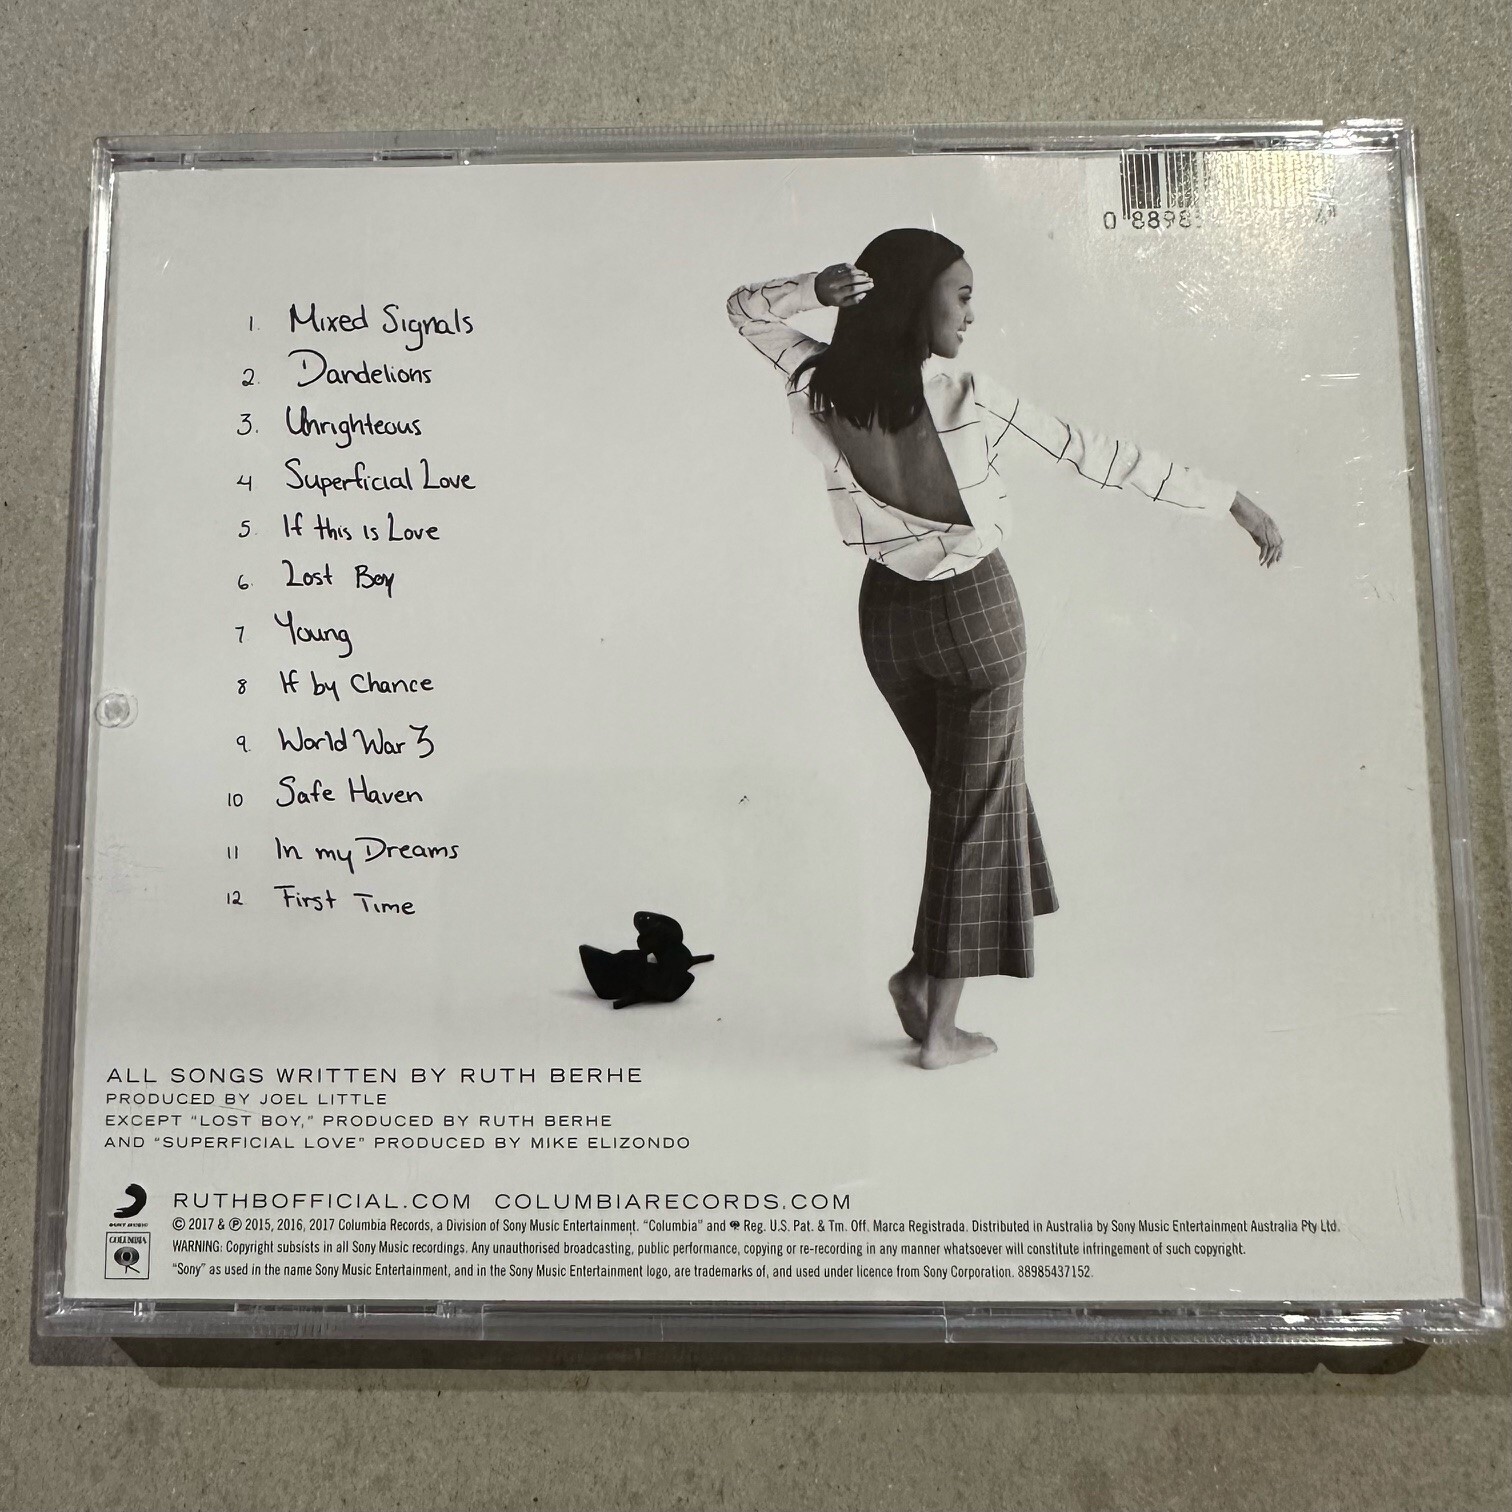 0 88985
1. Mixed Signals
2. Dandelions
3. Unrighteous
4 Superficial Love
5. If this is Love
6. Lost Boy
7 Young
8 If by Chance
9. World War 3
10 Safe Haven
11 In my Dreams
12 First Time
ALL SONGS WRITTEN BY RUTH BERHE
PRODUCED BY JOEL LITTLE
EXCEPT “LOST BOY,” PRODUCED BY RUTH BERHE
AND “SUPERFICIAL LOVE” PRODUCED BY MIKE ELIZONDO
RUTHBOFFICIAL.COM COLUMBIARECORDS.COM
© 2017 & ℗ 2015, 2016, 2017 Columbia Records, a Division of Sony Music Entertainment. “Columbia” and Reg. U.S. Pat. & Tm. Off. Marca Registrada. Distributed in Australia by Sony Music Entertainment Australia Pty Ltd.
WARNING: Copyright subsists in all Sony Music recordings. Any unauthorised broadcasting, public performance, copying or re-recording in any manner whatsoever will constitute infringement of such copyright.
“Sony” as used in the name Sony Music Entertainment, and in the Sony Music Entertainment logo, are trademarks of, and used under licence from Sony Corporation. 88985437152.
SONY MUSIC
COLUMBIA